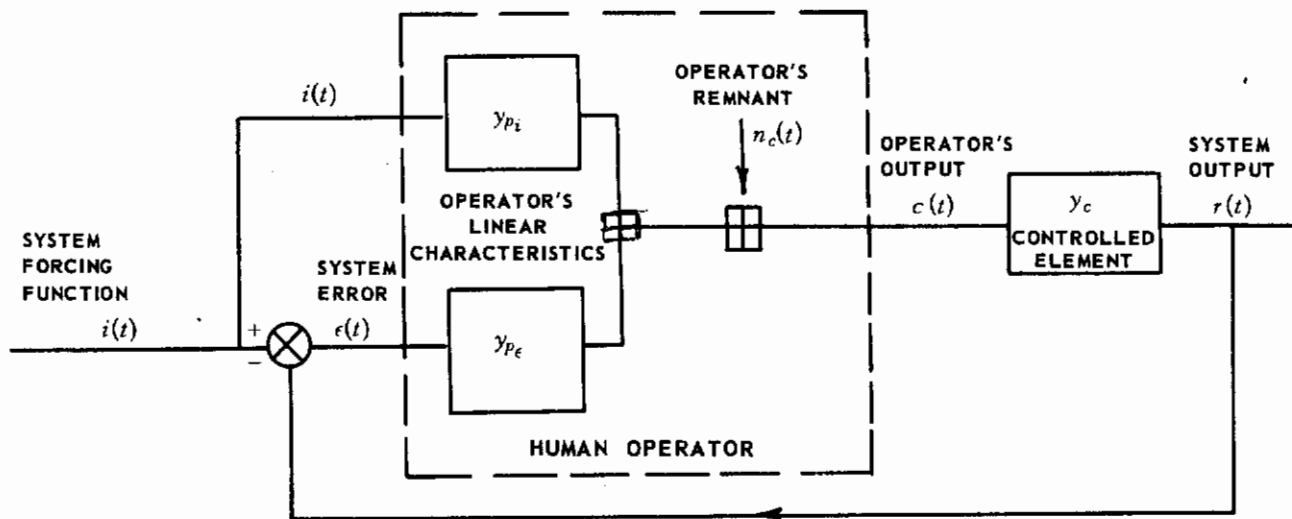 i(t)
y_{p_i}
OPERATOR'S
REMNANT
n_c(t)
OPERATOR'S
LINEAR
CHARACTERISTICS
OPERATOR'S
OUTPUT
c(t)
y_c
CONTROLLED
ELEMENT
SYSTEM
OUTPUT
r(t)
SYSTEM
FORCING
FUNCTION
i(t)
+
−
SYSTEM
ERROR
ϵ(t)
y_{p_ϵ}
HUMAN OPERATOR